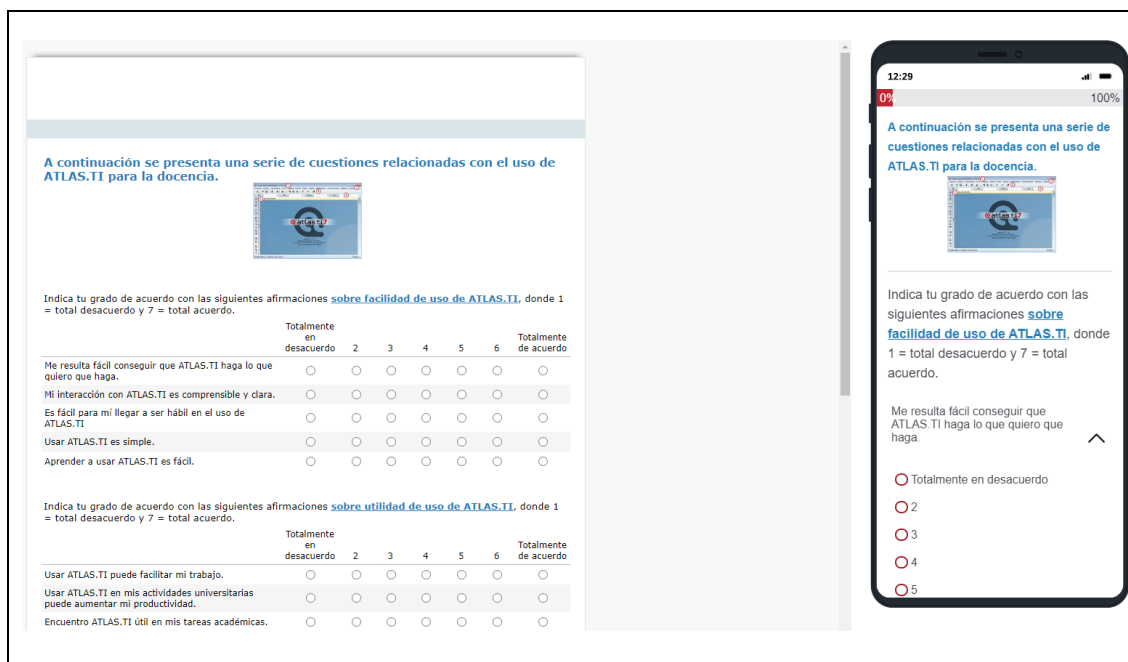 A continuación se presenta una serie de cuestiones relacionadas con el uso de
ATLAS.TI para la docencia.
atlas.ti7
Indica tu grado de acuerdo con las siguientes afirmaciones sobre facilidad de uso de ATLAS.TI, donde 1
= total desacuerdo y 7 = total acuerdo.
Totalmente
en
desacuerdo 2 3 4 5 6 Totalmente
de acuerdo
Me resulta fácil conseguir que ATLAS.TI haga lo que
quiero que haga.
Mi interacción con ATLAS.TI es comprensible y clara.
Es fácil para mí llegar a ser hábil en el uso de
ATLAS.TI
Usar ATLAS.TI es simple.
Aprender a usar ATLAS.TI es fácil.
Indica tu grado de acuerdo con las siguientes afirmaciones sobre utilidad de uso de ATLAS.TI, donde 1
= total desacuerdo y 7 = total acuerdo.
Totalmente
en
desacuerdo 2 3 4 5 6 Totalmente
de acuerdo
Usar ATLAS.TI puede facilitar mi trabajo.
Usar ATLAS.TI en mis actividades universitarias
puede aumentar mi productividad.
Encuentro ATLAS.TI útil en mis tareas académicas.
12:29
0% 100%
A continuación se presenta una serie de
cuestiones relacionadas con el uso de
ATLAS.TI para la docencia.
atlas.ti7
Indica tu grado de acuerdo con las
siguientes afirmaciones sobre
facilidad de uso de ATLAS.TI, donde
1 = total desacuerdo y 7 = total
acuerdo.
Me resulta fácil conseguir que
ATLAS.TI haga lo que quiero que
haga.
Totalmente en desacuerdo
2
3
4
5